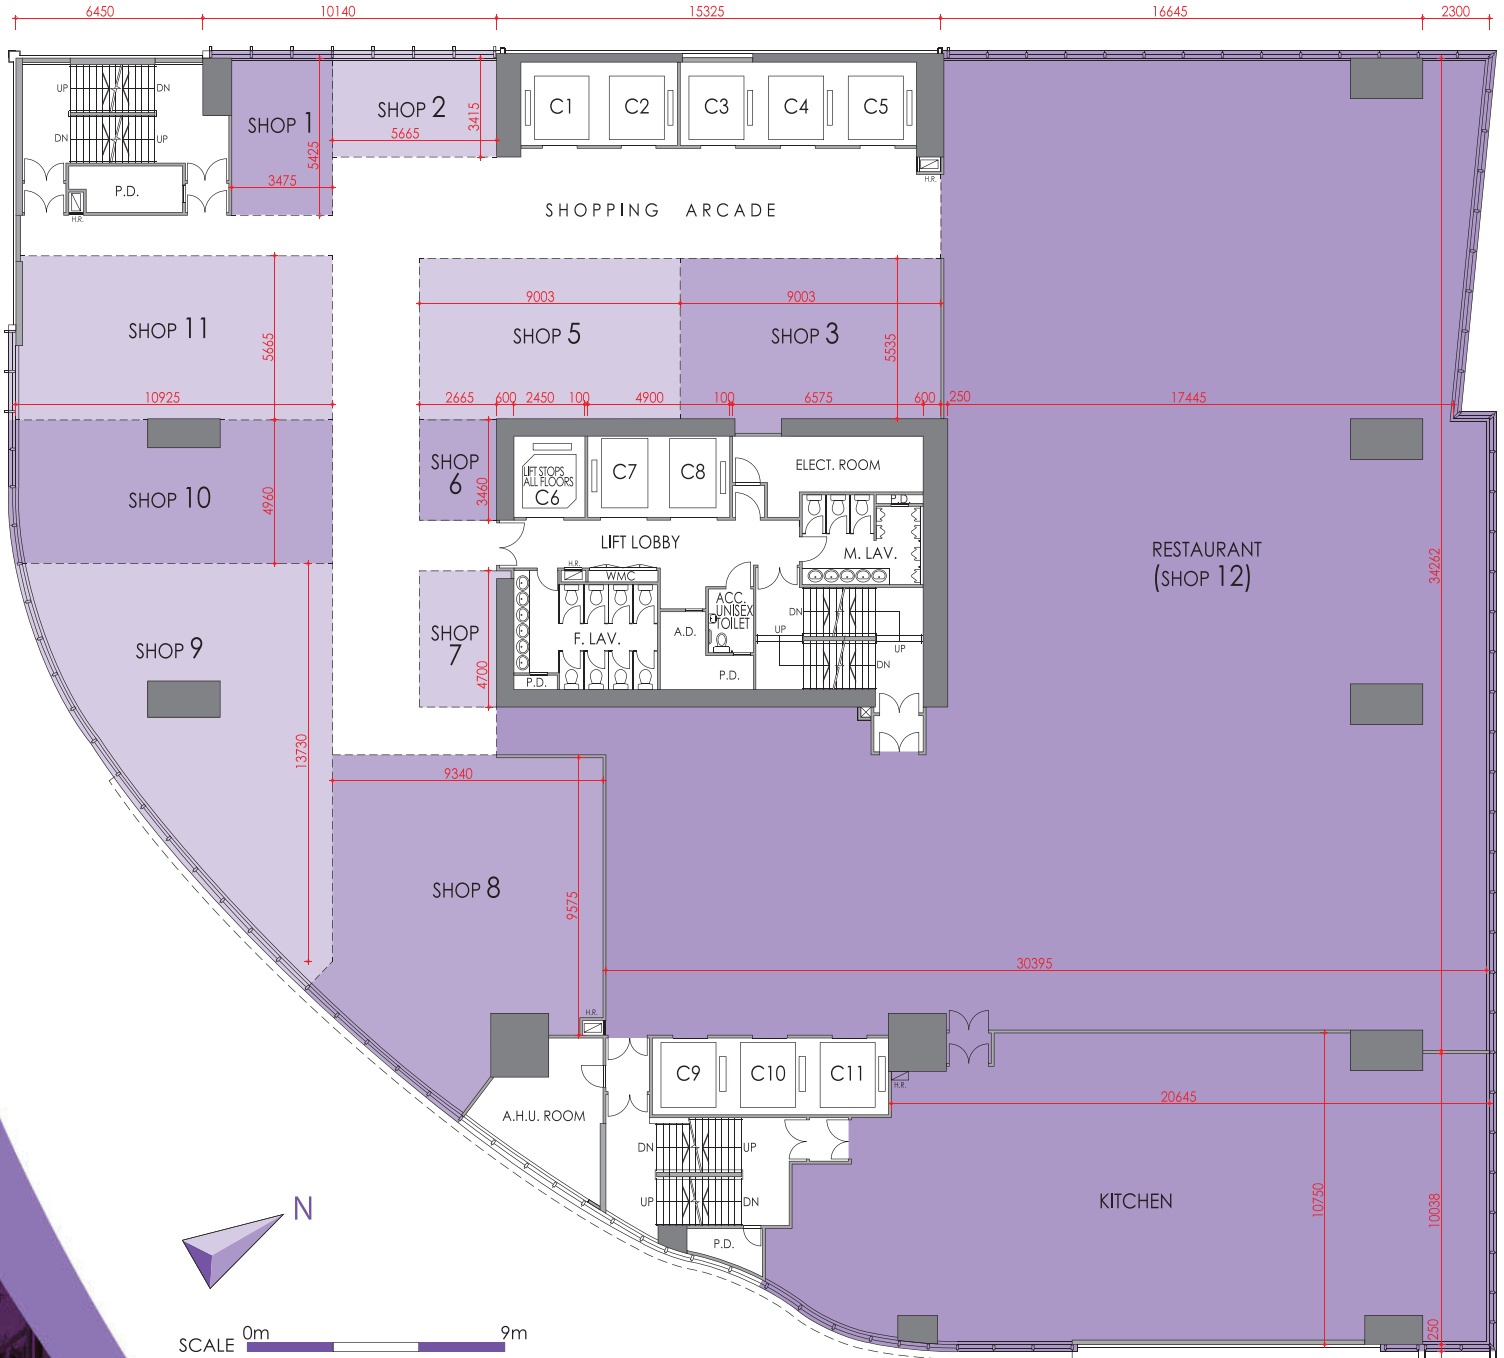 6450 10140 15325 16645 2300
UP DN
DN UP
P.D.
H.R.
SHOP 1
5425
3475
SHOP 2
5665
3415
C1 C2 C3 C4 C5
H.R.
SHOPPING ARCADE
SHOP 11
5665
10925
9003 9003
SHOP 5 SHOP 3
5535
2665 600 2450 100 4900 100 6575 600 250 17445
SHOP 10
4960
SHOP
6
3460
LIFT STOPS
ALL FLOORS
C6
C7 C8
ELECT. ROOM
P.D.
LIFT LOBBY
M. LAV.
H.R.
WMC
RESTAURANT
(SHOP 12)
34262
SHOP 9
13730
SHOP
7
4700
F. LAV.
P.D.
A.D.
ACC.
UNISEX
TOILET
P.D.
DN
UP
UP
DN
9340
SHOP 8
9575
30395
H.R.
A.H.U. ROOM
C9 C10 C11
H.R.
20645
DN UP
UP DN
P.D.
KITCHEN
10750
10038
250
N
SCALE 0m 9m